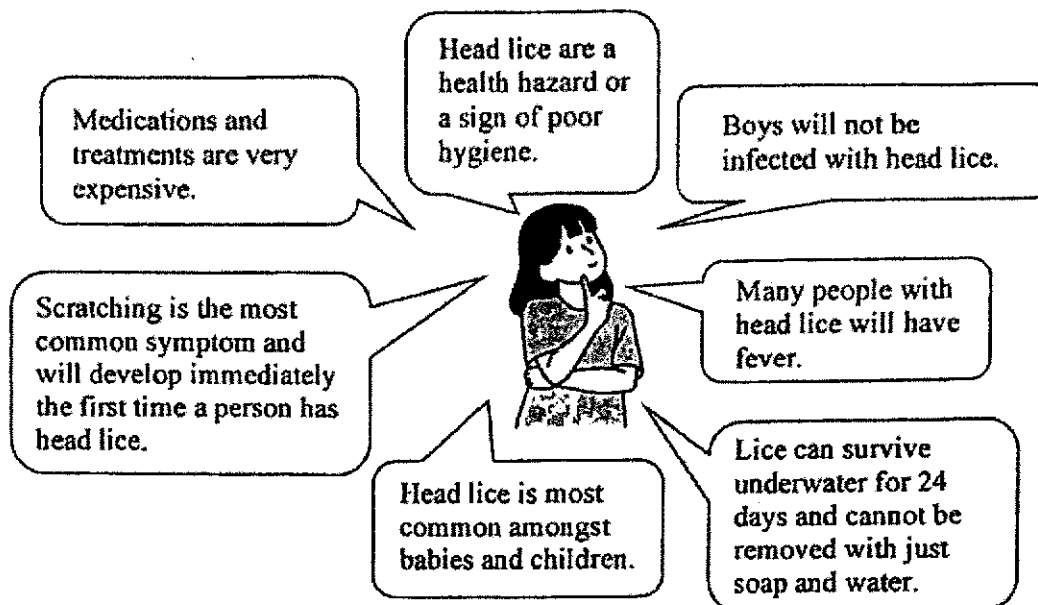 Head lice are a
health hazard or
a sign of poor
hygiene.
Medications and
treatments are very
expensive.
Boys will not be
infected with head lice.
Scratching is the most
common symptom and
will develop immediately
the first time a person has
head lice.
Many people with
head lice will have
fever.
Head lice is most
common amongst
babies and children.
Lice can survive
underwater for 24
days and cannot be
removed with just
soap and water.